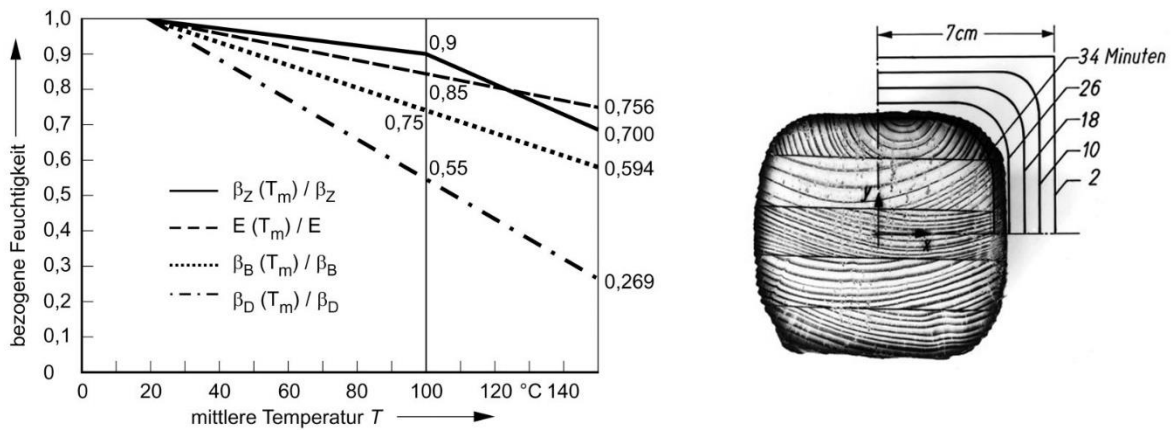 bezogene Feuchtigkeit
1,0
0,9
0,8
0,7
0,6
0,5
0,4
0,3
0,2
0,1
0
0,9
0,85
0,75
0,55
0,756
0,700
0,594
0,269
β_Z (T_m) / β_Z
E (T_m) / E
β_B (T_m) / β_B
β_D (T_m) / β_D
0 20 40 60 80 100 120 °C 140
mittlere Temperatur T
7cm
34 Minuten
26
18
10
2
y
x